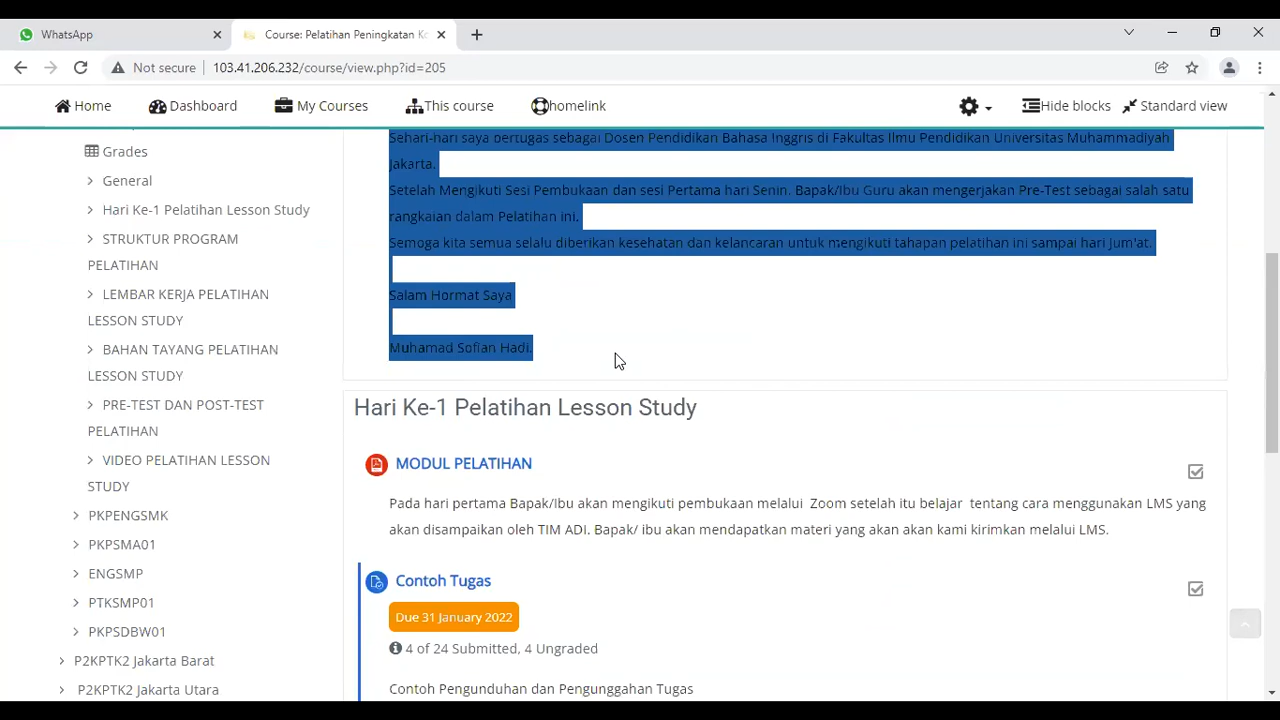 WhatsApp
Course: Pelatihan Peningkatan Ko
Not secure
103.41.206.232/course/view.php?id=205
Home
Dashboard
My Courses
This course
homelink
Hide blocks
Standard view
Grades
General
Hari Ke-1 Pelatihan Lesson Study
STRUKTUR PROGRAM
PELATIHAN
LEMBAR KERJA PELATIHAN
LESSON STUDY
BAHAN TAYANG PELATIHAN
LESSON STUDY
PRE-TEST DAN POST-TEST
PELATIHAN
VIDEO PELATIHAN LESSON
STUDY
PKPENGSMK
PKPSMA01
ENGSMP
PTKSMP01
PKPSDBW01
P2KPTK2 Jakarta Barat
P2KPTK2 Jakarta Utara
Sehari-hari saya bertugas sebagai Dosen Pendidikan Bahasa Inggris di Fakultas Ilmu Pendidikan Universitas Muhammadiyah
Jakarta.
Setelah Mengikuti Sesi Pembukaan dan sesi Pertama hari Senin. Bapak/Ibu Guru akan mengerjakan Pre-Test sebagai salah satu
rangkaian dalam Pelatihan ini.
Semoga kita semua selalu diberikan kesehatan dan kelancaran untuk mengikuti tahapan pelatihan ini sampai hari Jum'at.
Salam Hormat Saya
Muhamad Sofian Hadi.
Hari Ke-1 Pelatihan Lesson Study
MODUL PELATIHAN
Pada hari pertama Bapak/Ibu akan mengikuti pembukaan melalui Zoom setelah itu belajar tentang cara menggunakan LMS yang
akan disampaikan oleh TIM ADI. Bapak/ ibu akan mendapatkan materi yang akan akan kami kirimkan melalui LMS.
Contoh Tugas
Due 31 January 2022
4 of 24 Submitted, 4 Ungraded
Contoh Pengunduhan dan Pengunggahan Tugas